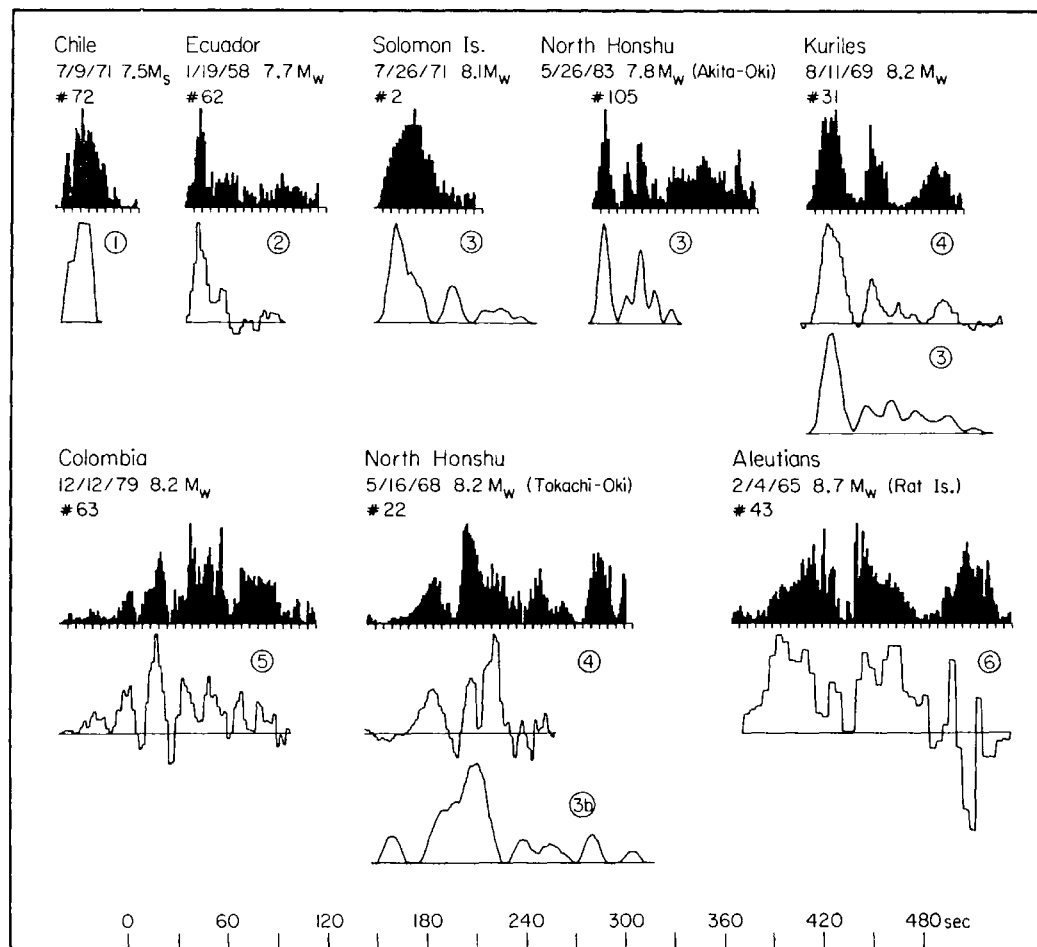 Chile
7/9/71 7.5Ms
#72
Ecuador
1/19/58 7.7 Mw
#62
Solomon Is.
7/26/71 8.1Mw
#2
North Honshu
5/26/83 7.8 Mw (Akita-Oki)
#105
Kuriles
8/11/69 8.2 Mw
#31
1
2
3
3
4
3
Colombia
12/12/79 8.2 Mw
#63
North Honshu
5/16/68 8.2 Mw (Tokachi-Oki)
#22
Aleutians
2/4/65 8.7 Mw (Rat Is.)
#43
5
4
6
3b
0 60 120 180 240 300 360 420 480 sec